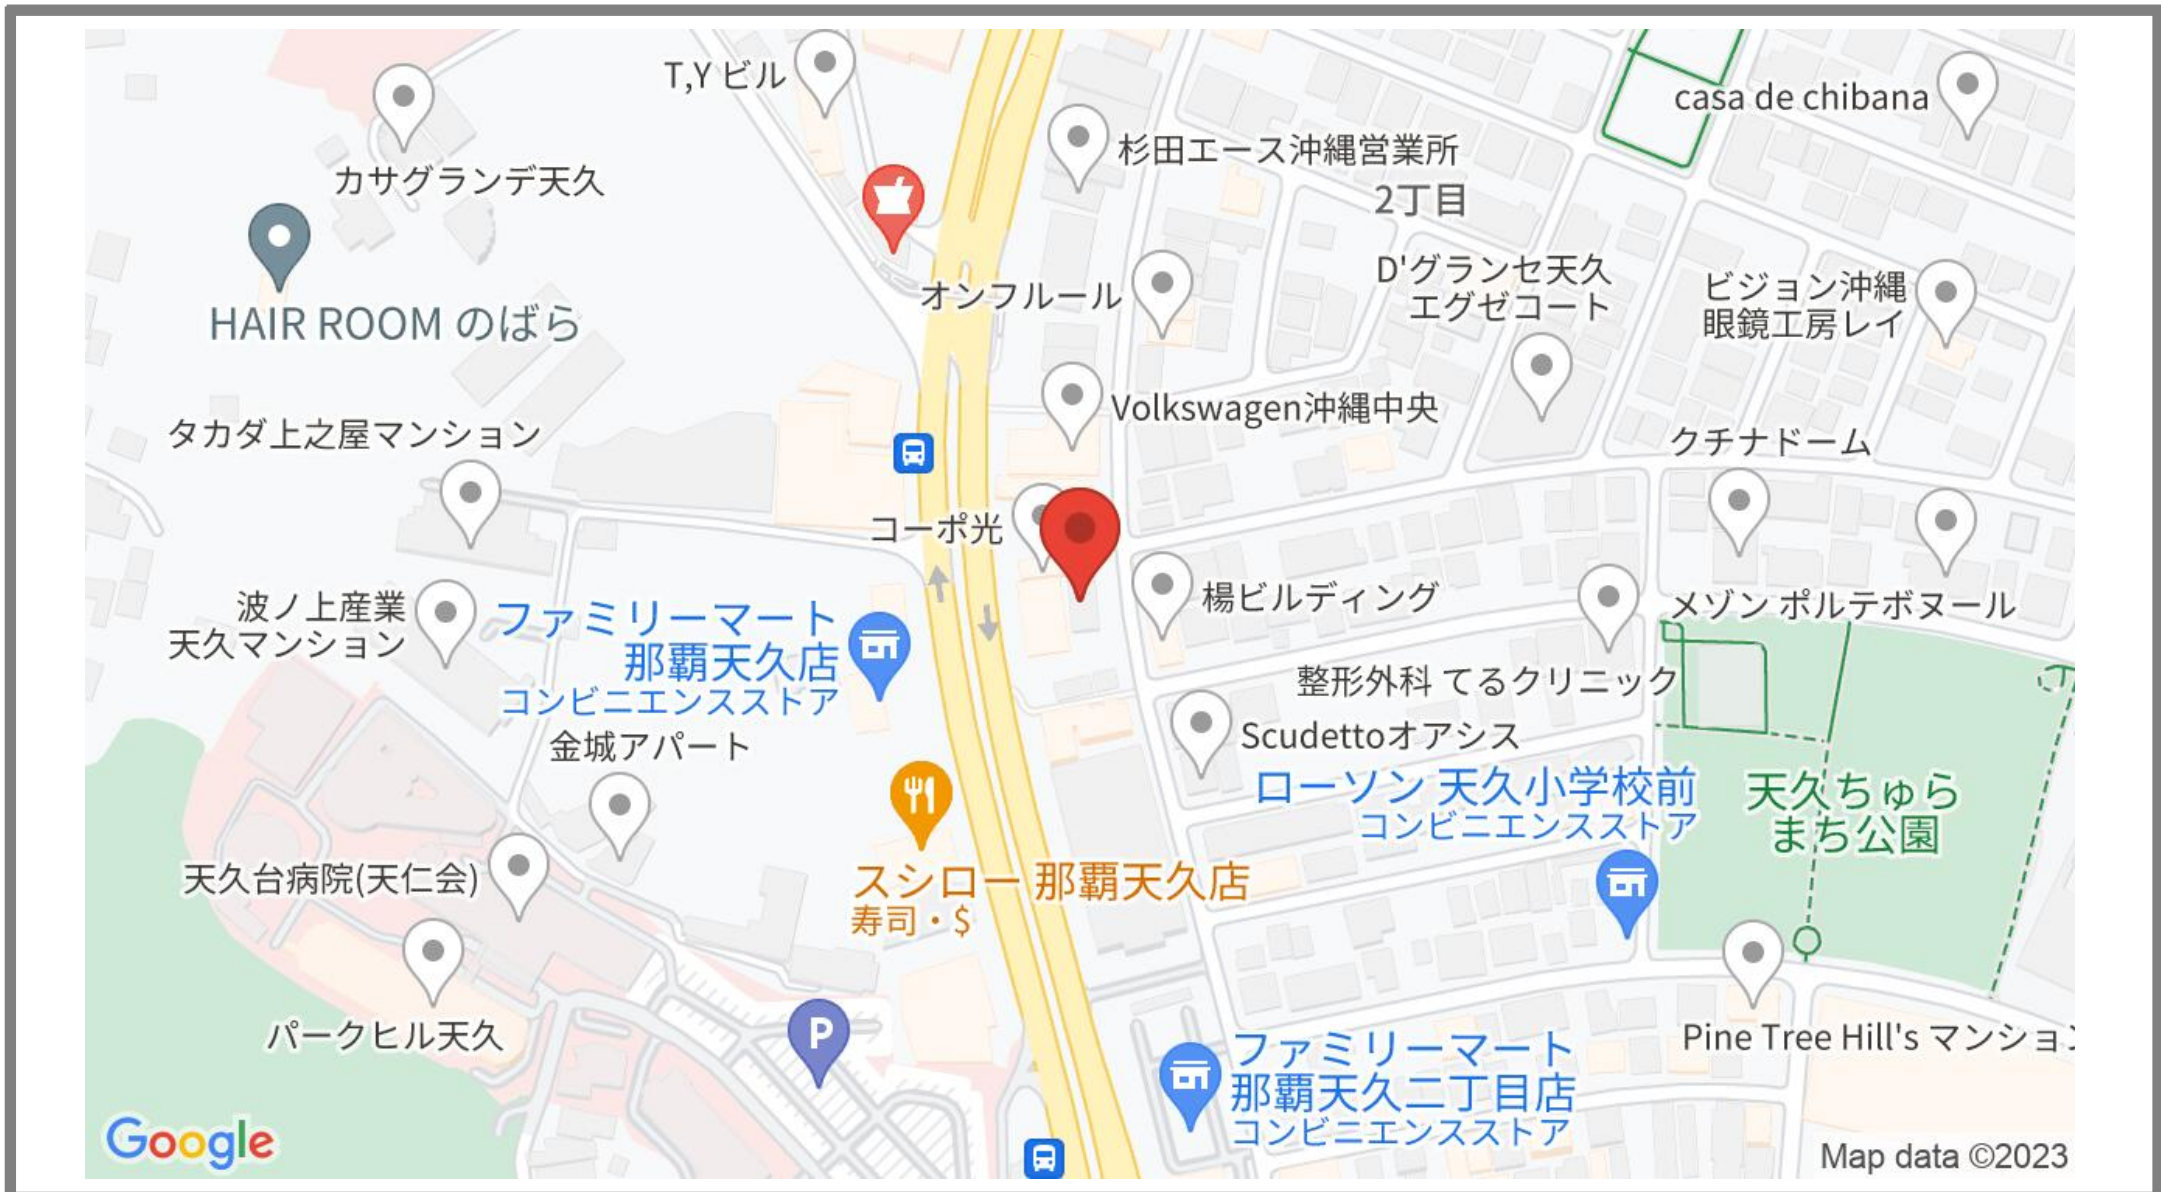 T,Y ビル
casa de chibana
杉田エース沖縄営業所
カサグランデ天久
2丁目
D'グランセ天久
エグゼコート
オンフルール
ビジョン沖縄
眼鏡工房レイ
HAIR ROOM のばら
Volkswagen沖縄中央
タカダ上之屋マンション
クチナドーム
コーポ光
波ノ上産業
天久マンション
ファミリーマート
那覇天久店
コンビニエンスストア
楊ビルディング
メゾン ポルテボヌール
整形外科 てるクリニック
金城アパート
Scudettoオアシス
ローソン 天久小学校前
コンビニエンスストア
天久ちゅら
まち公園
天久台病院(天仁会)
スシロー 那覇天久店
寿司・$
パークヒル天久
P
Pine Tree Hill's マンション
ファミリーマート
那覇天久二丁目店
コンビニエンスストア
Google
Map data ©2023